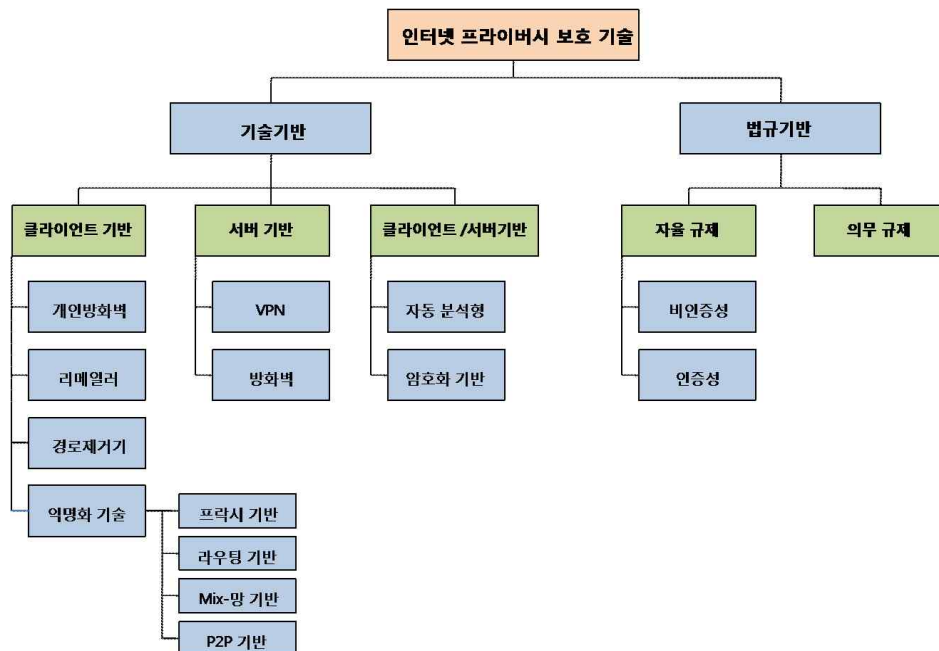 인터넷 프라이버시 보호 기술
기술기반
법규기반
클라이언트 기반
서버 기반
클라이언트 /서버기반
자율 규제
의무 규제
개인방화벽
VPN
자동 분석형
비인증성
리메일러
방화벽
암호화 기반
인증성
경로제거기
익명화 기술
프락시 기반
라우팅 기반
Mix-망 기반
P2P 기반